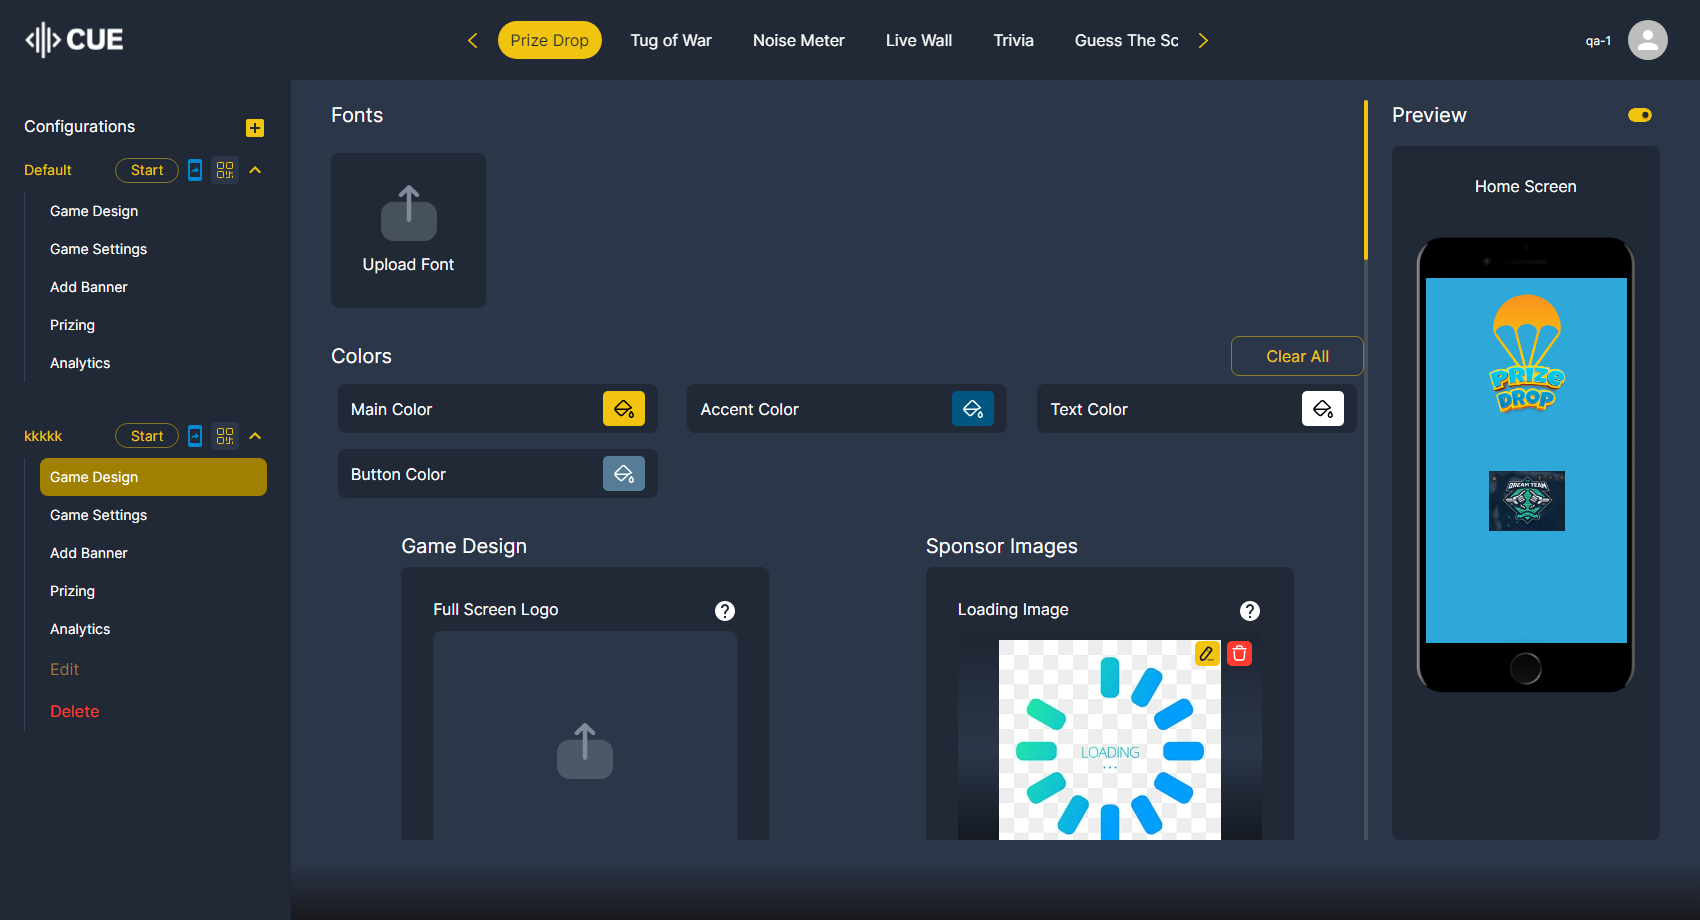 CUE
Prize Drop
Tug of War
Noise Meter
Live Wall
Trivia
Guess The Sc
qa-1
Configurations
Default
Start
Game Design
Game Settings
Add Banner
Prizing
Analytics
kkkkk
Start
Game Design
Game Settings
Add Banner
Prizing
Analytics
Edit
Delete
Fonts
Upload Font
Colors
Clear All
Main Color
Accent Color
Text Color
Button Color
Game Design
Full Screen Logo
?
Sponsor Images
Loading Image
?
LOADING
...
Preview
Home Screen
PRIZE
DROP
DREAM TEAM